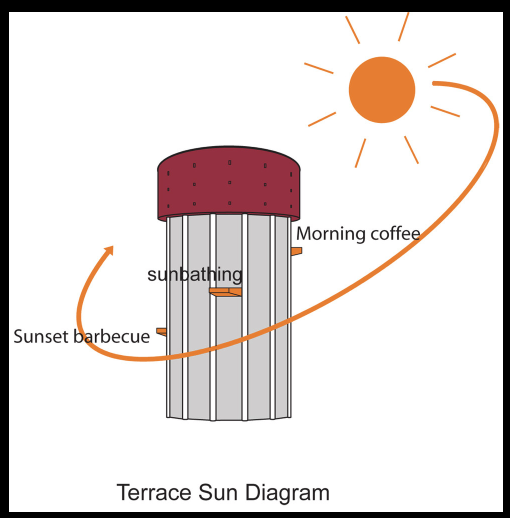 Morning coffee
sunbathing
Sunset barbecue
Terrace Sun Diagram